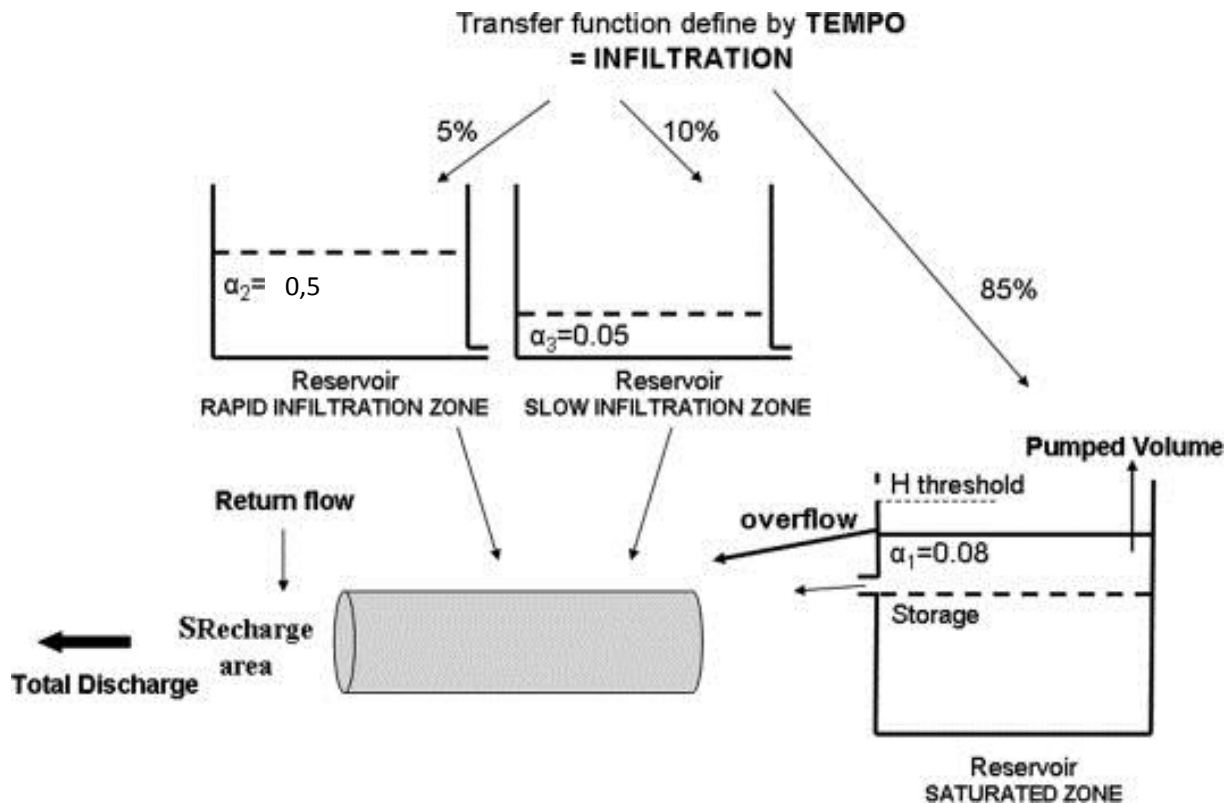 Transfer function define by TEMPO
= INFILTRATION
5%
10%
85%
α2= 0,5
α3=0.05
Reservoir
RAPID INFILTRATION ZONE
Reservoir
SLOW INFILTRATION ZONE
Pumped Volume
H threshold
Return flow
overflow
α1=0.08
Storage
SRecharge
area
Total Discharge
Reservoir
SATURATED ZONE